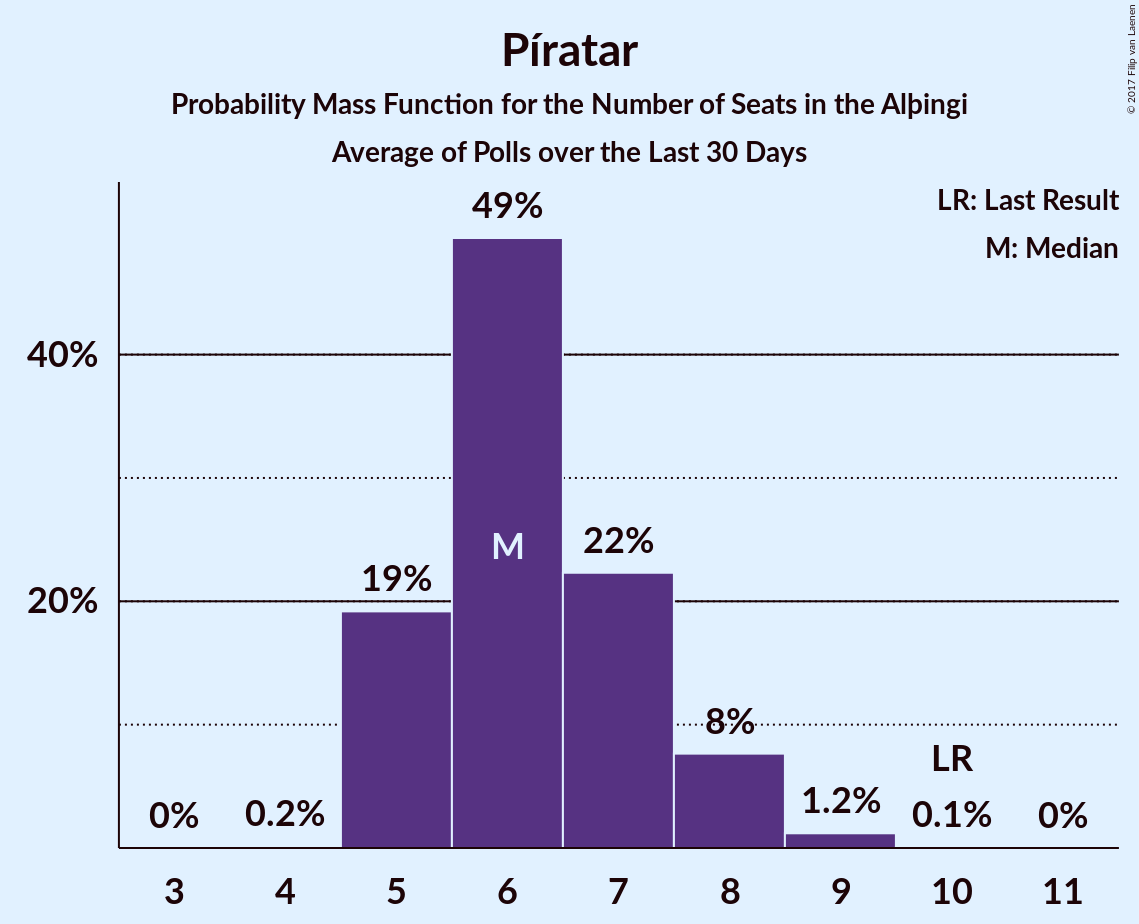 Píratar
Probability Mass Function for the Number of Seats in the Alþingi
Average of Polls over the Last 30 Days
© 2017 Filip van Laenen
LR: Last Result
M: Median
40%
20%
0%
0.2%
19%
49%
M
22%
8%
1.2%
LR
0.1%
0%
3 4 5 6 7 8 9 10 11